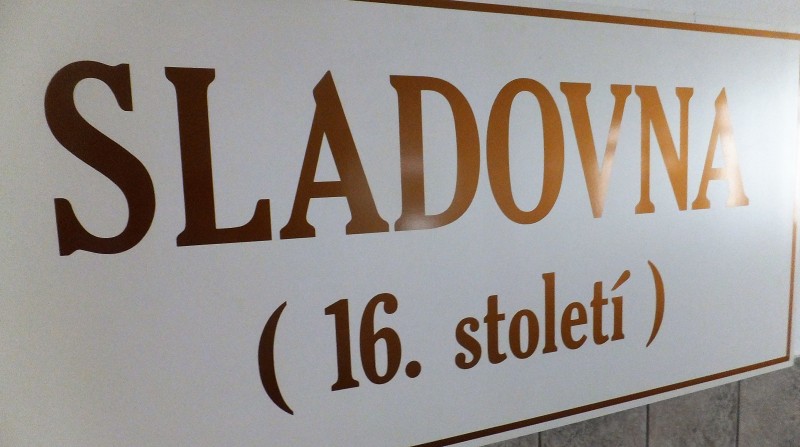 SLADOVNA
( 16. století )